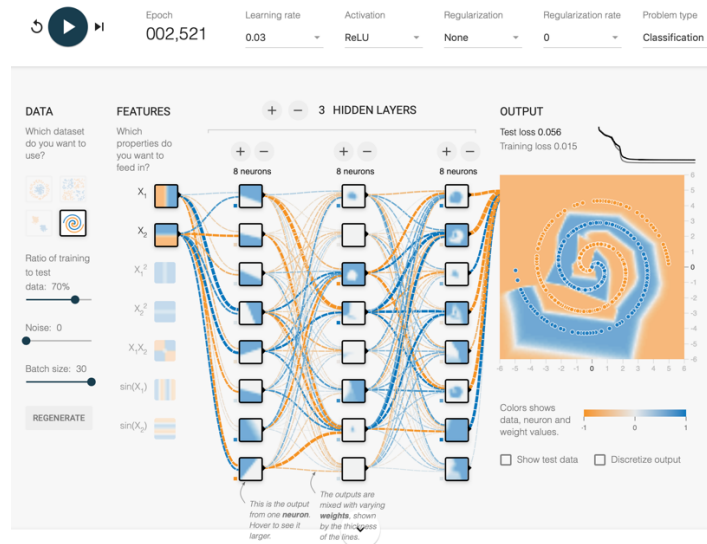 Epoch
002,521
Learning rate
0.03
Activation
ReLU
Regularization
None
Regularization rate
0
Problem type
Classification
DATA
Which dataset
do you want to
use?
Ratio of training
to test
data: 70%
Noise: 0
Batch size: 30
REGENERATE
FEATURES
Which
properties do
you want to
feed in?
X₁
X₂
X₁²
X₂²
X₁X₂
sin(X₁)
sin(X₂)
+ − 3 HIDDEN LAYERS
+ −
8 neurons
+ −
8 neurons
+ −
8 neurons
This is the output
from one neuron.
Hover to see it
larger.
The outputs are
mixed with varying
weights, shown
by the thickness
of the lines.
OUTPUT
Test loss 0.056
Training loss 0.015
6
5
4
3
2
1
0
-1
-2
-3
-4
-5
-6
-6 -5 -4 -3 -2 -1 0 1 2 3 4 5 6
Colors shows
data, neuron and
weight values.
-1 0 1
Show test data
Discretize output